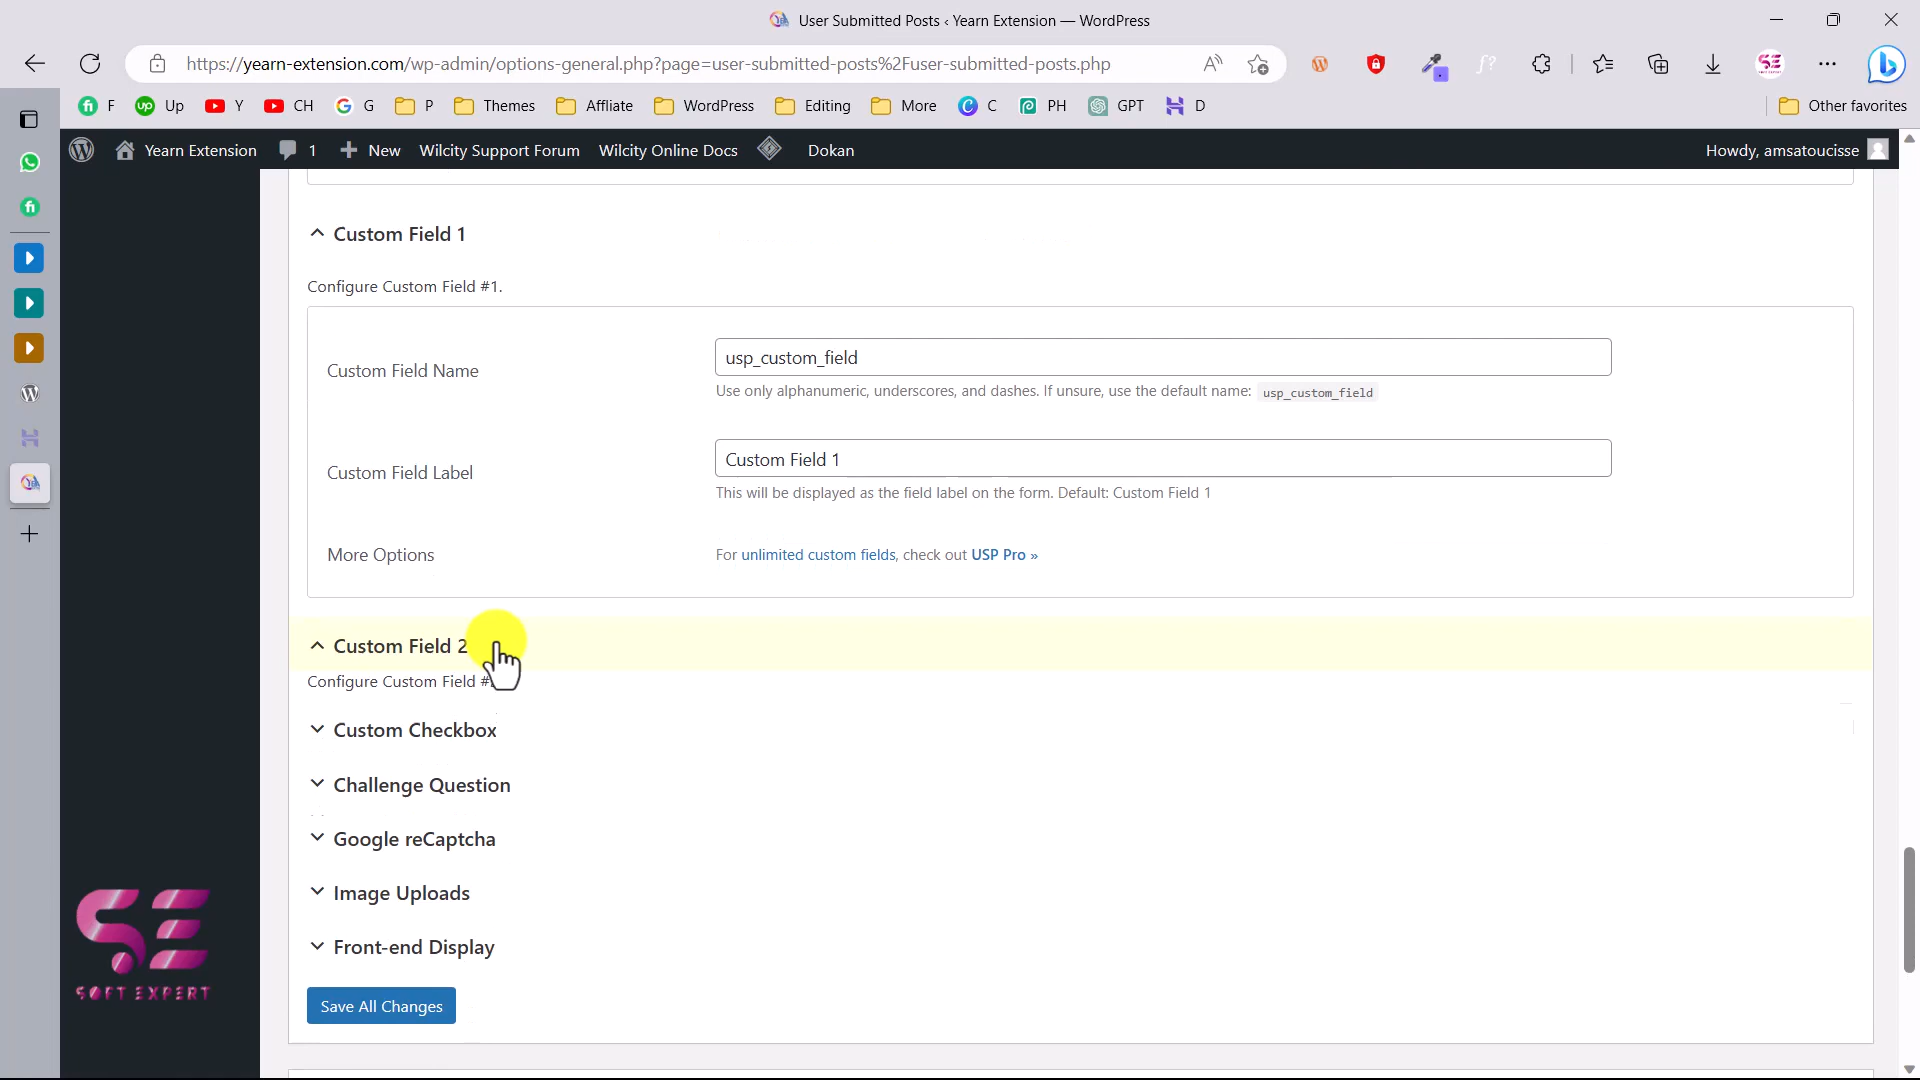 User Submitted Posts ‹ Yearn Extension — WordPress
https://yearn-extension.com/wp-admin/options-general.php?page=user-submitted-posts%2Fuser-submitted-posts.php
F Up Y CH G P Themes Affliate WordPress Editing More C PH GPT D Other favorites
Yearn Extension 1 New Wilcity Support Forum Wilcity Online Docs Dokan Howdy, amsatoucisse
Custom Field 1
Configure Custom Field #1.
Custom Field Name
usp_custom_field
Use only alphanumeric, underscores, and dashes. If unsure, use the default name: usp_custom_field
Custom Field Label
Custom Field 1
This will be displayed as the field label on the form. Default: Custom Field 1
More Options
For unlimited custom fields, check out USP Pro »
Custom Field 2
Configure Custom Field
Custom Checkbox
Challenge Question
Google reCaptcha
Image Uploads
Front-end Display
Save All Changes
SE
SOFT EXPERT